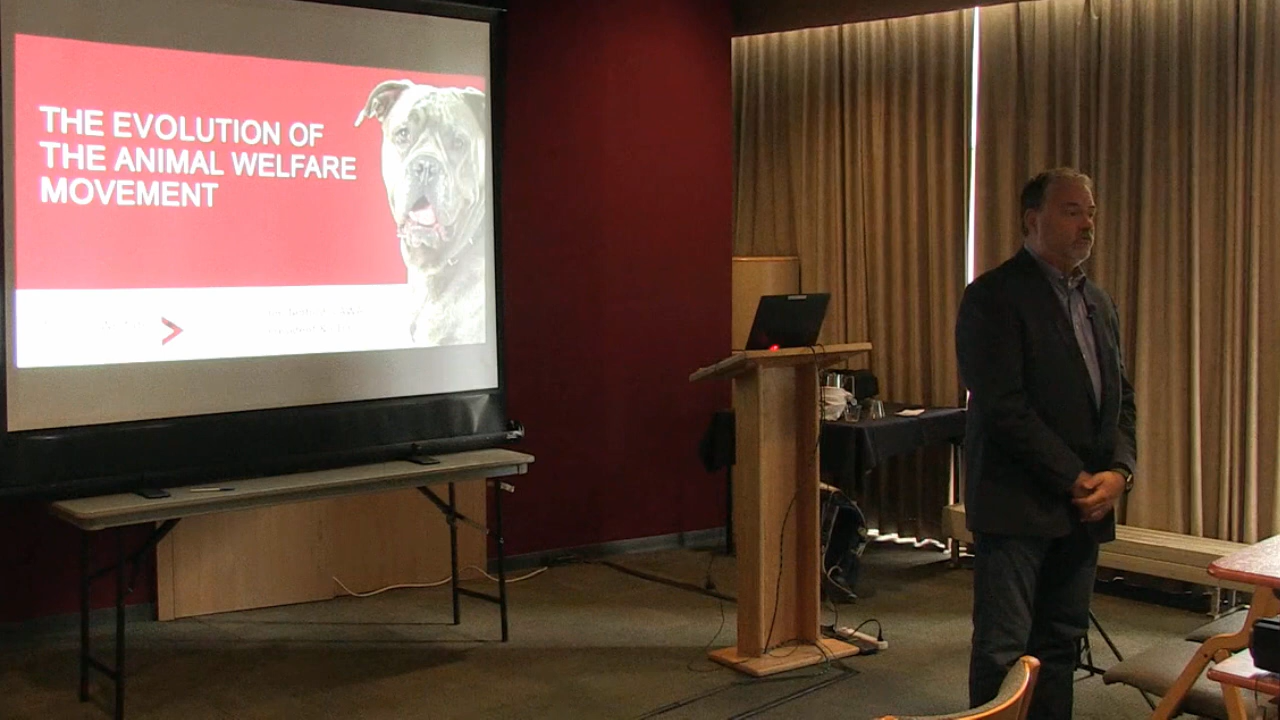 THE EVOLUTION OF
THE ANIMAL WELFARE
MOVEMENT